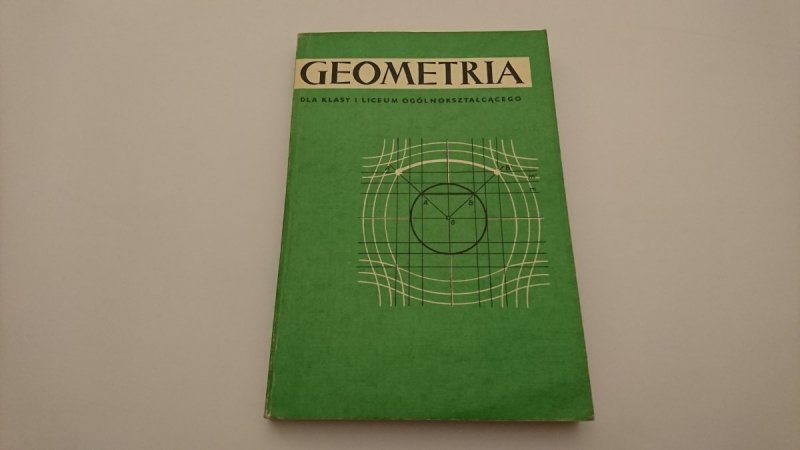 GEOMETRIA
DLA KLASY I LICEUM OGÓLNOKSZTAŁCĄCEGO
A B